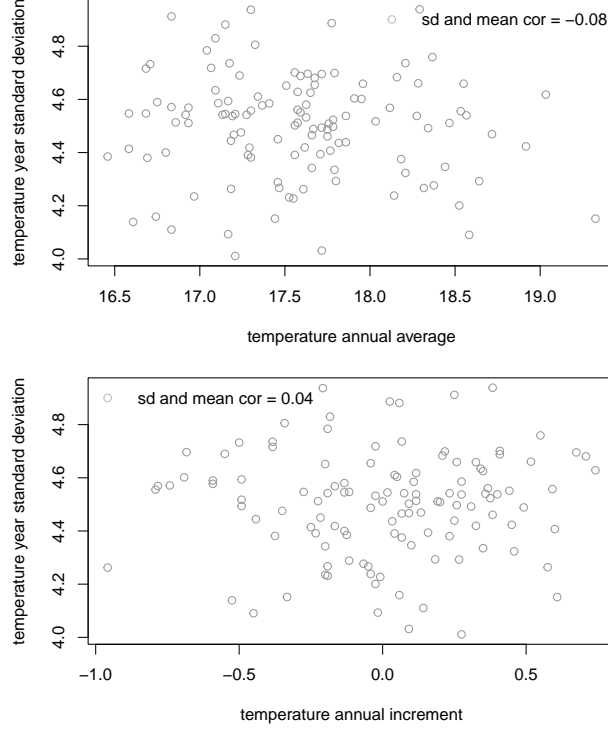 sd and mean cor = −0.08
temperature year standard deviation
4.8
4.6
4.4
4.2
4.0
16.5 17.0 17.5 18.0 18.5 19.0
temperature annual average
sd and mean cor = 0.04
temperature year standard deviation
4.8
4.6
4.4
4.2
4.0
−1.0 −0.5 0.0 0.5
temperature annual increment